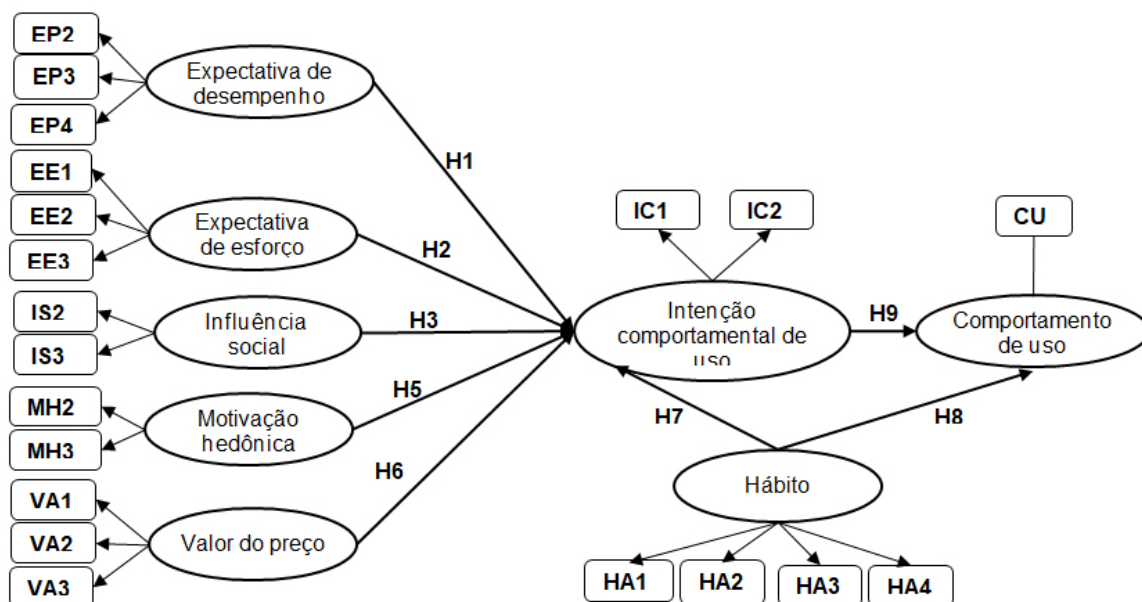 EP2
EP3
EP4
Expectativa de
desempenho
H1
EE1
EE2
EE3
Expectativa
de esforço
H2
IS2
IS3
Influência
social
H3
MH2
MH3
Motivação
hedônica
H5
VA1
VA2
VA3
Valor do preço
H6
IC1
IC2
Intenção
comportamental de
uso
H9
CU
Comportamento
de uso
H7
H8
Hábito
HA1
HA2
HA3
HA4